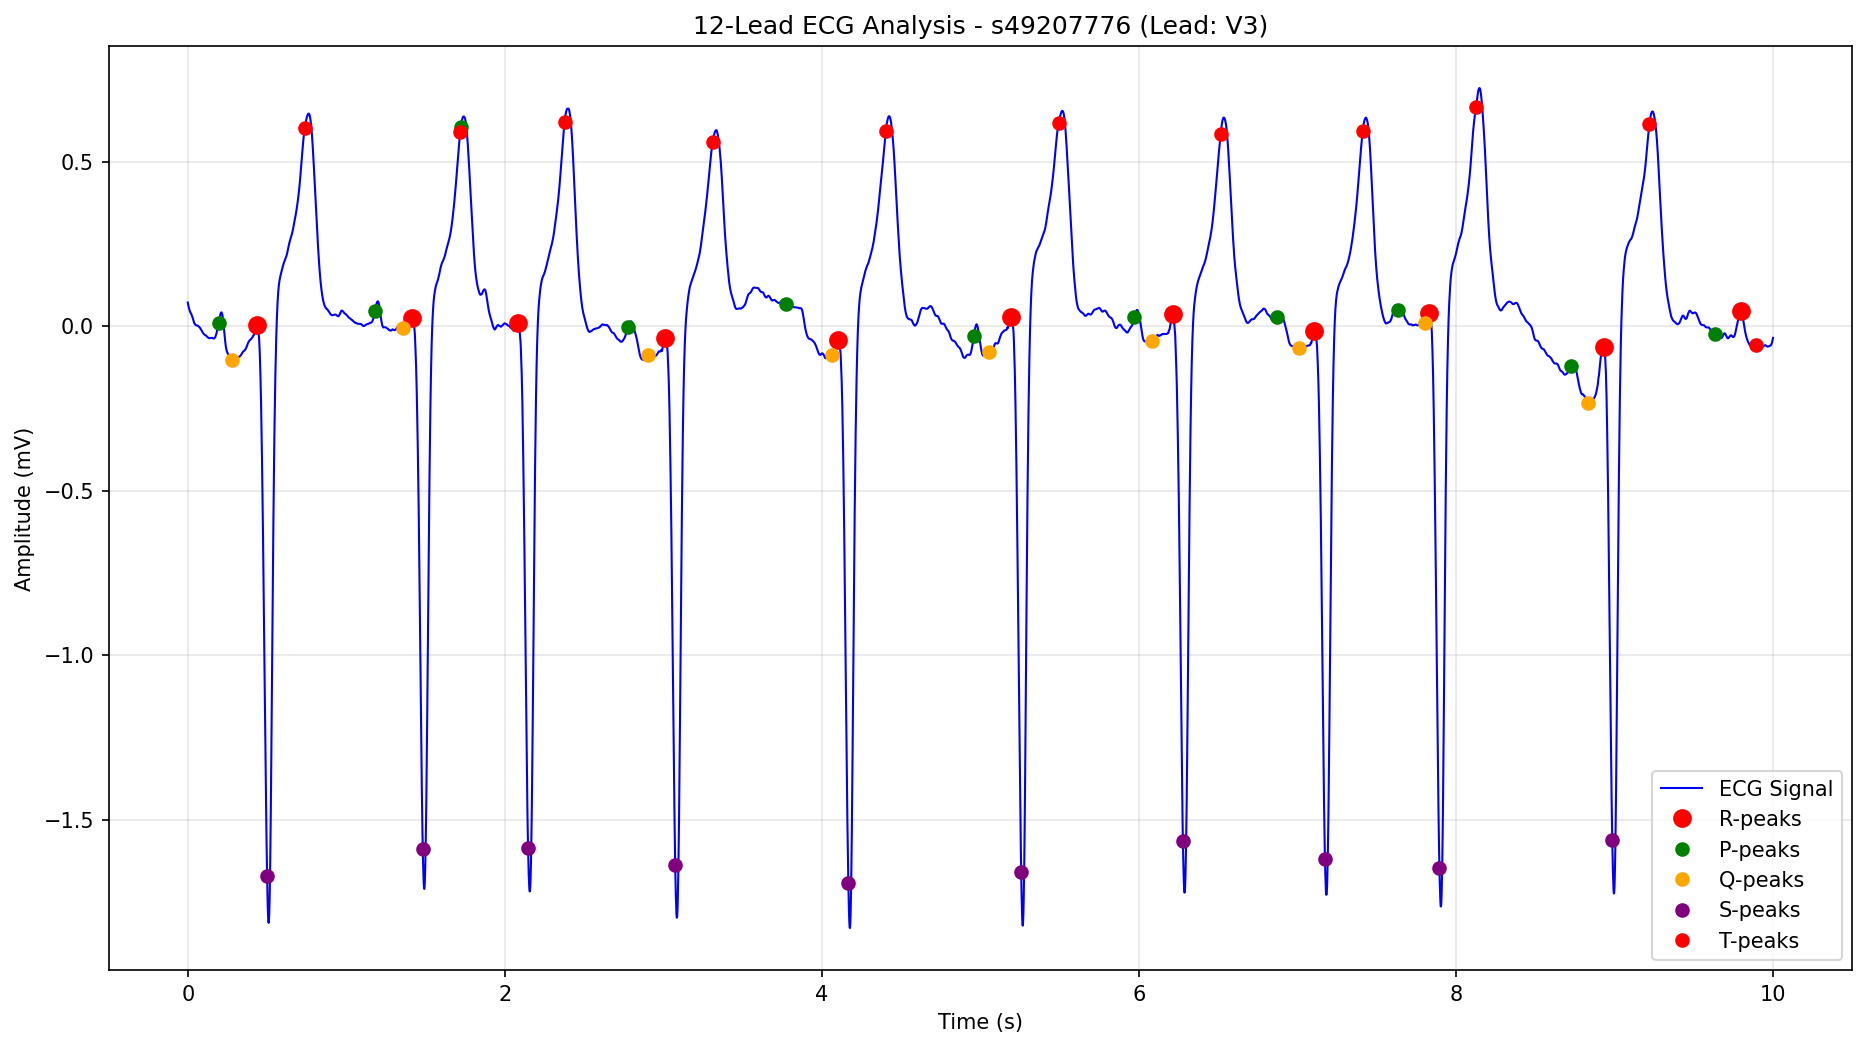 12-Lead ECG Analysis - s49207776 (Lead: V3)
Amplitude (mV)
0.5
0.0
−0.5
−1.0
−1.5
0 2 4 6 8 10
Time (s)
ECG Signal
R-peaks
P-peaks
Q-peaks
S-peaks
T-peaks